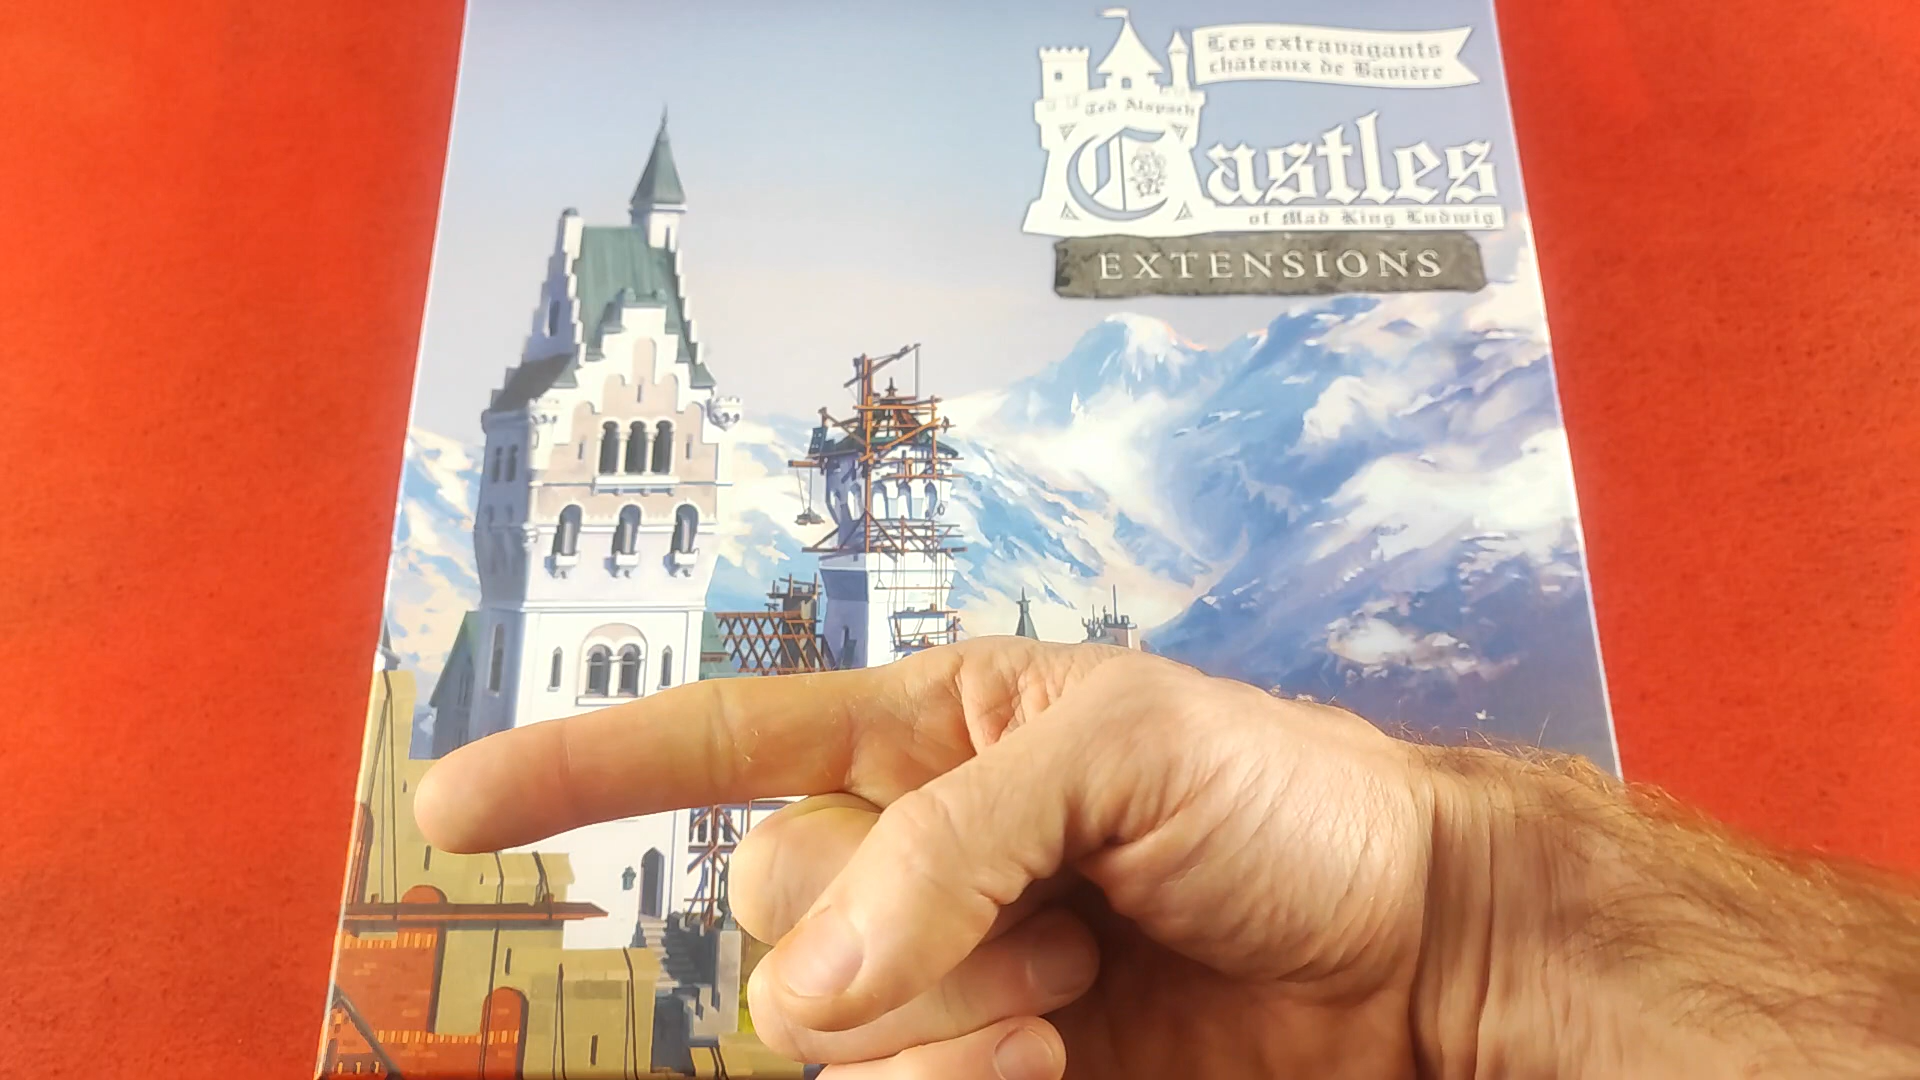 Les extravagants
châteaux de Bavière
Ted Alspach
Castles
of Mad King Ludwig
EXTENSIONS